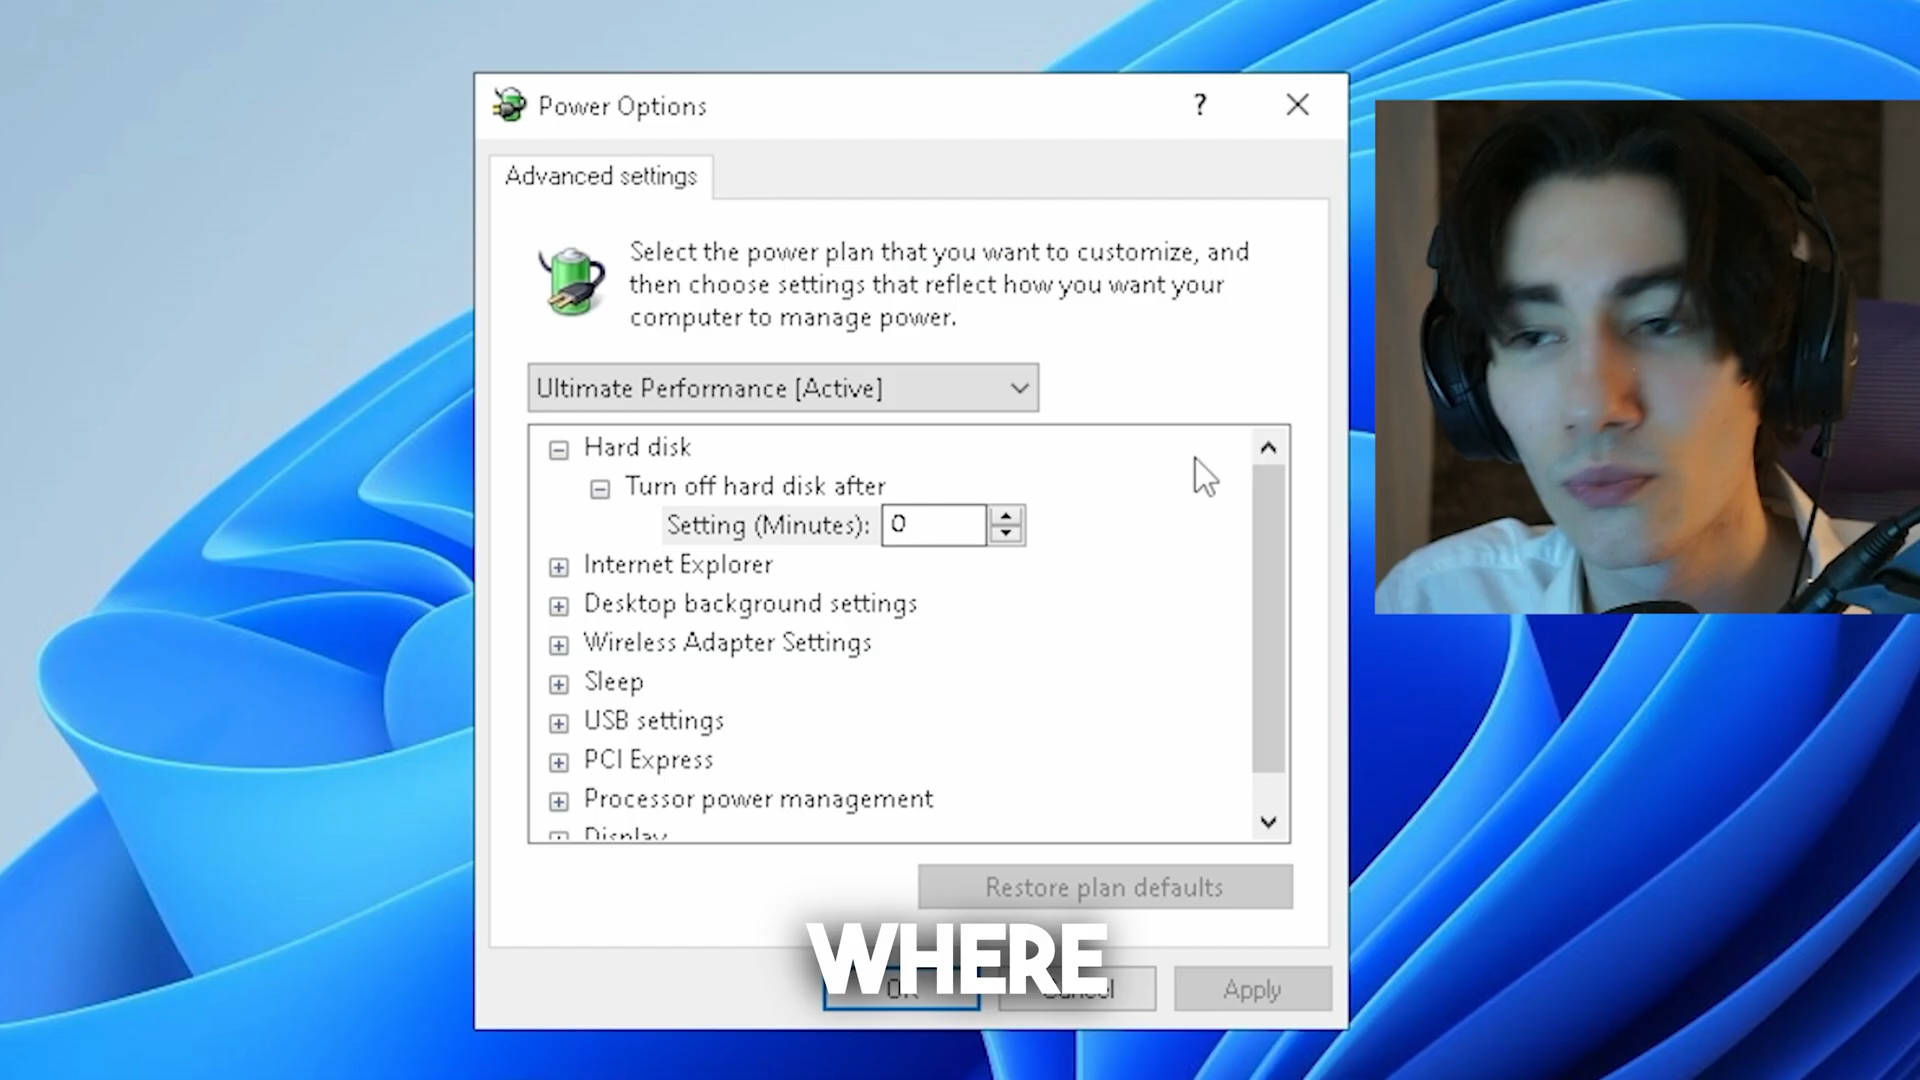 Power Options
?
Advanced settings
Select the power plan that you want to customize, and
then choose settings that reflect how you want your
computer to manage power.
Ultimate Performance [Active]
Hard disk
Turn off hard disk after
Setting (Minutes): 0
Internet Explorer
Desktop background settings
Wireless Adapter Settings
Sleep
USB settings
PCI Express
Processor power management
Display
Restore plan defaults
WHERE
OK Cancel Apply